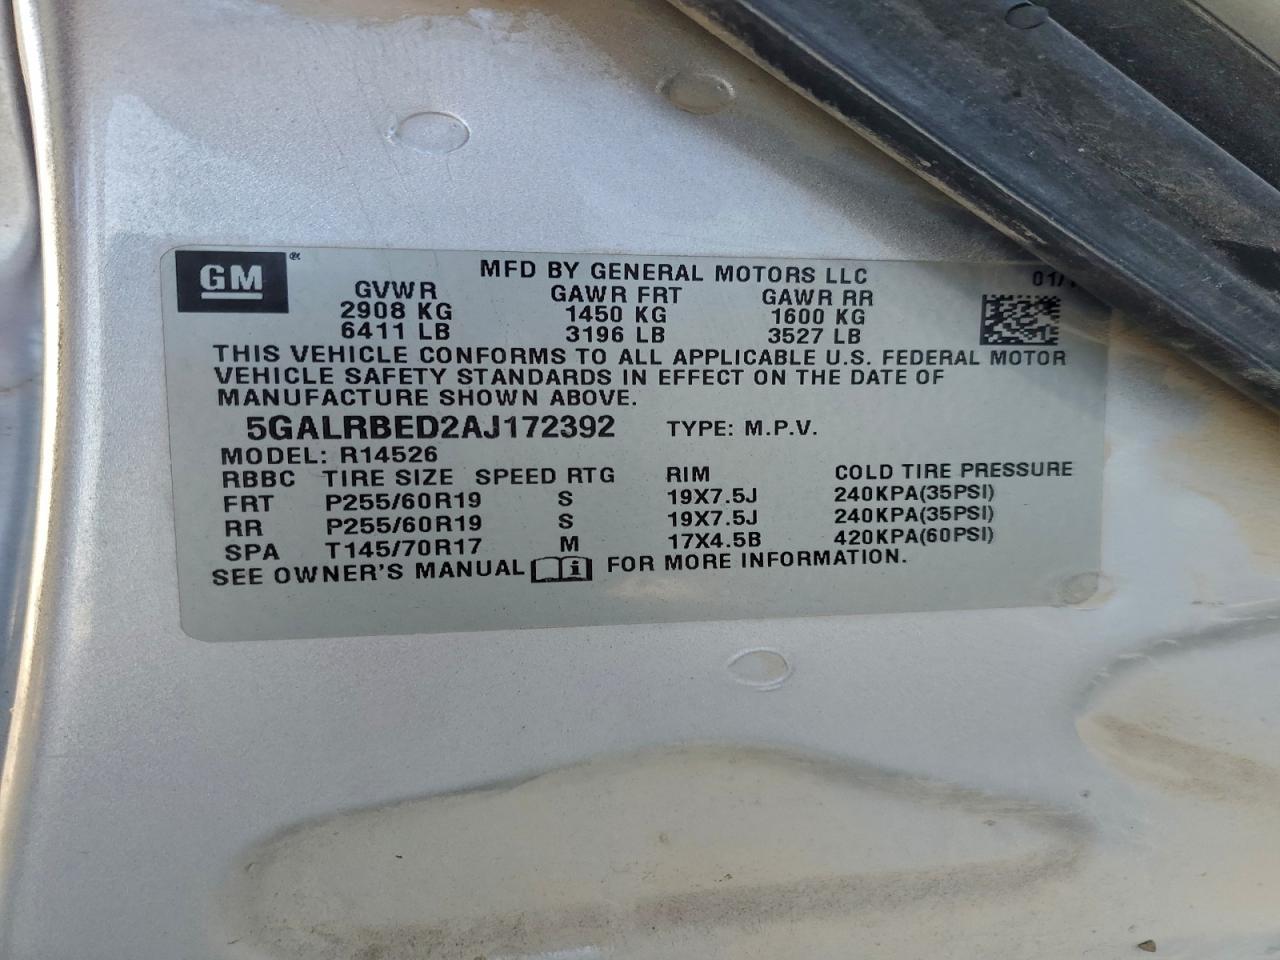 GM®
MFD BY GENERAL MOTORS LLC 01/
GVWR GAWR FRT GAWR RR
2908 KG 1450 KG 1600 KG
6411 LB 3196 LB 3527 LB
THIS VEHICLE CONFORMS TO ALL APPLICABLE U.S. FEDERAL MOTOR
VEHICLE SAFETY STANDARDS IN EFFECT ON THE DATE OF
MANUFACTURE SHOWN ABOVE.
5GALRBED2AJ172392 TYPE: M.P.V.
MODEL: R14526
RBBC TIRE SIZE SPEED RTG RIM COLD TIRE PRESSURE
FRT P255/60R19 S 19X7.5J 240KPA(35PSI)
RR P255/60R19 S 19X7.5J 240KPA(35PSI)
SPA T145/70R17 M 17X4.5B 420KPA(60PSI)
SEE OWNER'S MANUAL FOR MORE INFORMATION.